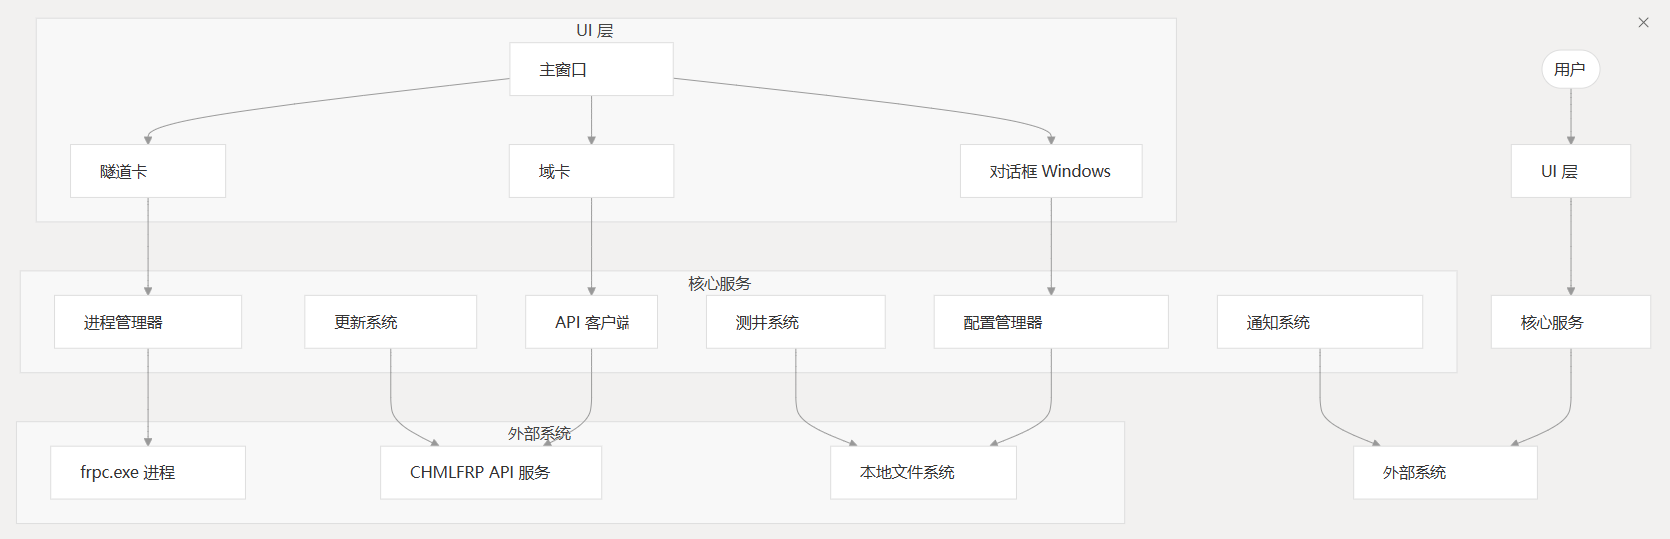 UI 层
主窗口
用户
隧道卡
域卡
对话框 Windows
UI 层
核心服务
进程管理器
更新系统
API 客户端
测井系统
配置管理器
通知系统
核心服务
外部系统
frpc.exe 进程
CHMLFRP API 服务
本地文件系统
外部系统